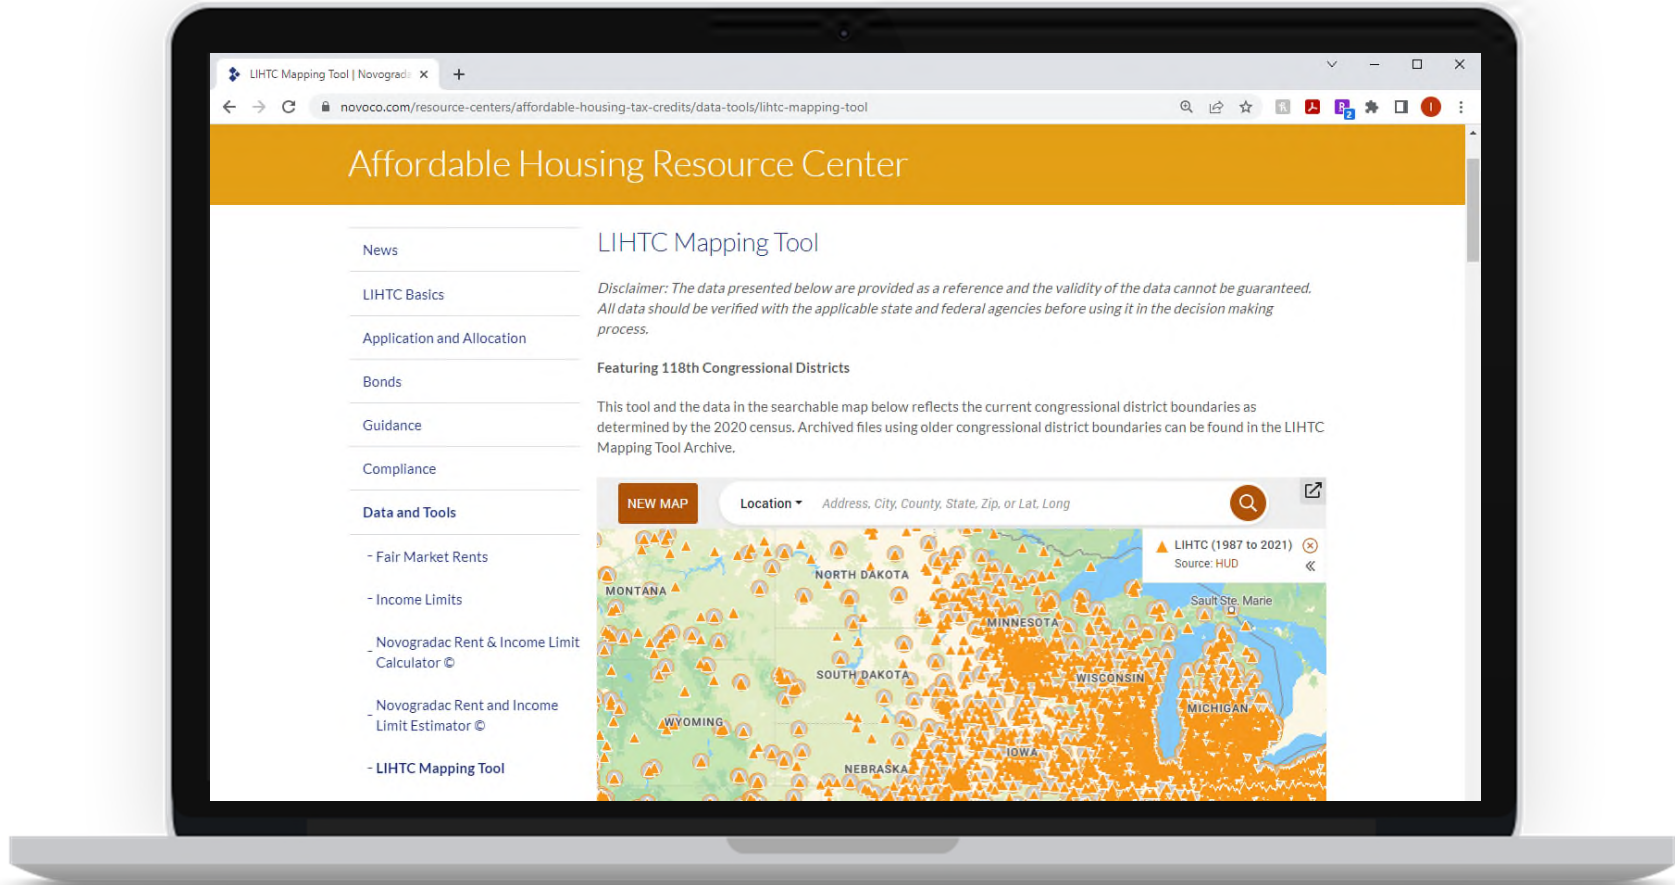 LIHTC Mapping Tool | Novograda
novoco.com/resource-centers/affordable-housing-tax-credits/data-tools/lihtc-mapping-tool
2
I
Affordable Housing Resource Center
News
LIHTC Basics
Application and Allocation
Bonds
Guidance
Compliance
Data and Tools
- Fair Market Rents
- Income Limits
- Novogradac Rent & Income Limit
Calculator ©
- Novogradac Rent and Income
Limit Estimator ©
- LIHTC Mapping Tool
LIHTC Mapping Tool
Disclaimer: The data presented below are provided as a reference and the validity of the data cannot be guaranteed.
All data should be verified with the applicable state and federal agencies before using it in the decision making
process.
Featuring 118th Congressional Districts
This tool and the data in the searchable map below reflects the current congressional district boundaries as
determined by the 2020 census. Archived files using older congressional district boundaries can be found in the LIHTC
Mapping Tool Archive.
NEW MAP
Location
Address, City, County, State, Zip, or Lat, Long
LIHTC (1987 to 2021)
Source: HUD
NORTH DAKOTA
MONTANA
Sault Ste. Marie
MINNESOTA
SOUTH DAKOTA
WISCONSIN
MICHIGAN
WYOMING
IOWA
NEBRASKA